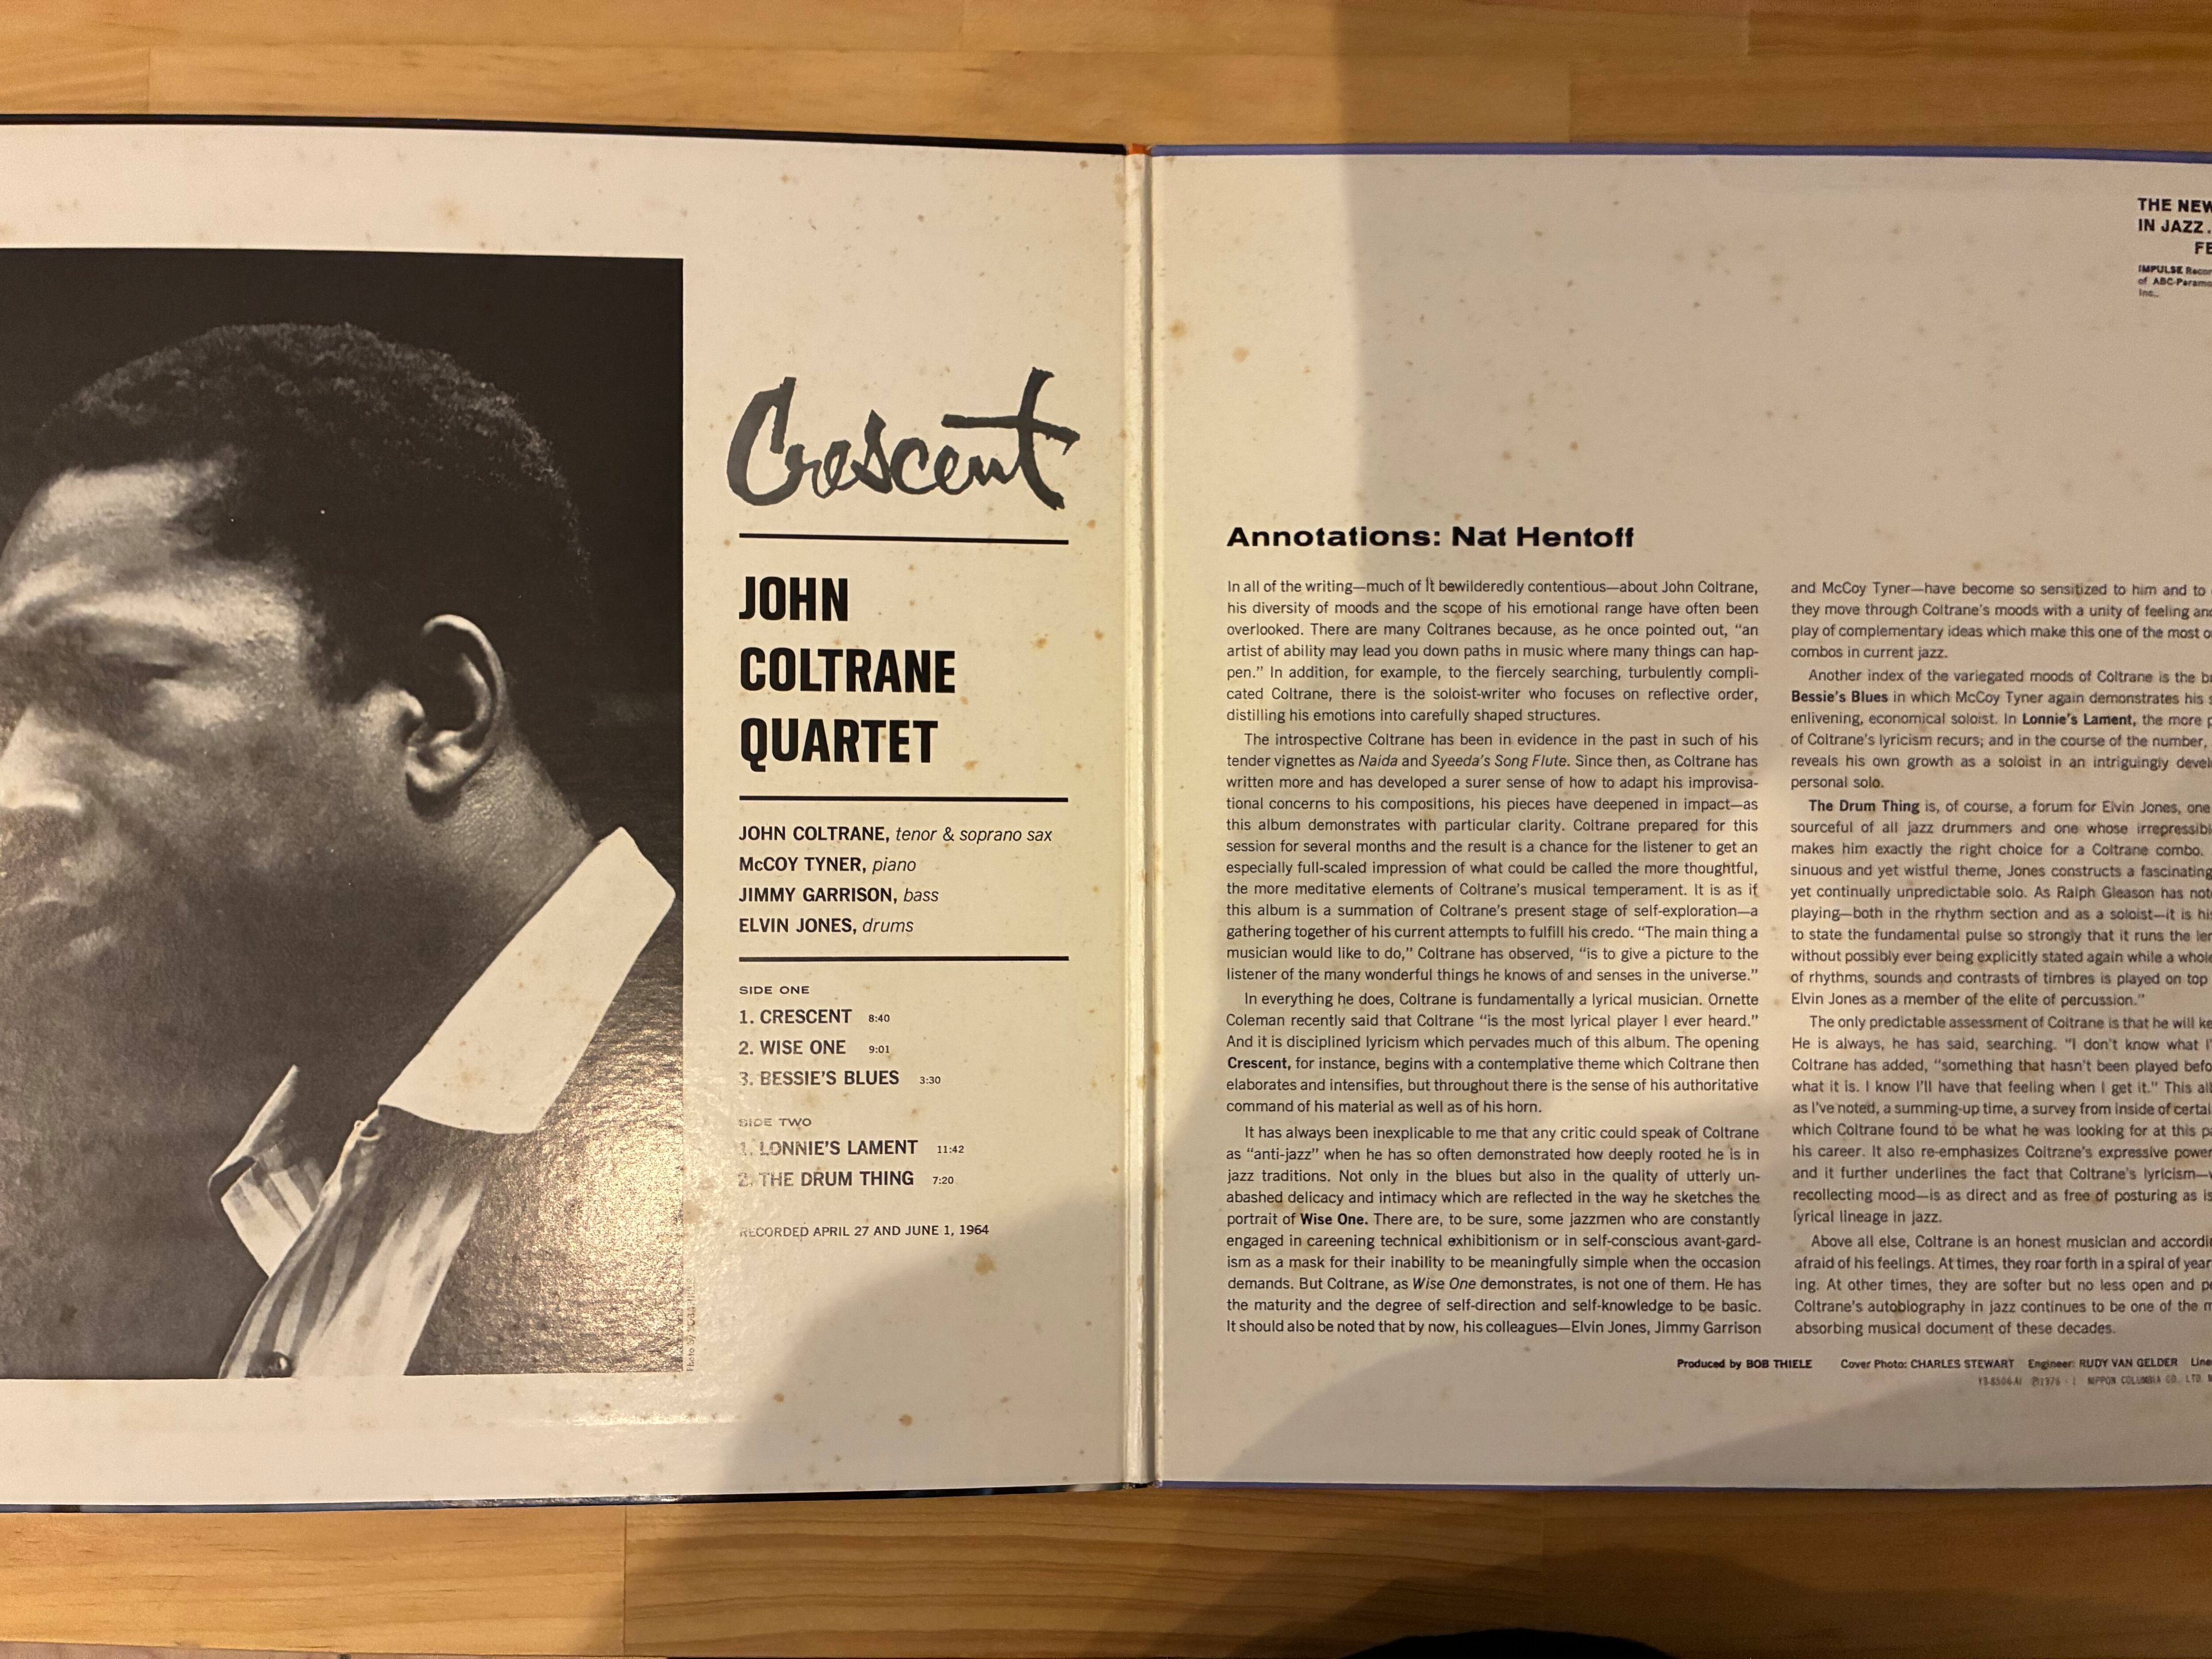 Crescent
JOHN
COLTRANE
QUARTET
JOHN COLTRANE, tenor & soprano sax
McCOY TYNER, piano
JIMMY GARRISON, bass
ELVIN JONES, drums
SIDE ONE
1. CRESCENT 8:40
2. WISE ONE 9:01
3. BESSIE'S BLUES 3:30
SIDE TWO
1. LONNIE'S LAMENT 11:42
2. THE DRUM THING 7:20
RECORDED APRIL 27 AND JUNE 1, 1964
Photo by
THE NEW
IN JAZZ
IMPULSE
of
Inc.
Annotations: Nat Hentoff
In all of the writing—much of it bewilderedly contentious—about John Coltrane,
his diversity of moods and the scope of his emotional range have often been
overlooked. There are many Coltranes because, as he once pointed out, “an
artist of ability may lead you down paths in music where many things can hap-
pen.” In addition, for example, to the fiercely searching, turbulently compli-
cated Coltrane, there is the soloist-writer who focuses on reflective order,
distilling his emotions into carefully shaped structures.
The introspective Coltrane has been in evidence in the past in such of his
tender vignettes as Naida and Syeeda's Song Flute. Since then, as Coltrane has
written more and has developed a surer sense of how to adapt his improvisa-
tional concerns to his compositions, his pieces have deepened in impact—as
this album demonstrates with particular clarity. Coltrane prepared for this
session for several months and the result is a chance for the listener to get an
especially full-scaled impression of what could be called the more thoughtful,
the more meditative elements of Coltrane's musical temperament. It is as if
this album is a summation of Coltrane's present stage of self-exploration—a
gathering together of his current attempts to fulfill his credo. “The main thing a
musician would like to do,” Coltrane has observed, “is to give a picture to the
listener of the many wonderful things he knows of and senses in the universe.”
In everything he does, Coltrane is fundamentally a lyrical musician. Ornette
Coleman recently said that Coltrane “is the most lyrical player I ever heard.”
And it is disciplined lyricism which pervades much of this album. The opening
Crescent, for instance, begins with a contemplative theme which Coltrane then
elaborates and intensifies, but throughout there is the sense of his authoritative
command of his material as well as of his horn.
It has always been inexplicable to me that any critic could speak of Coltrane
as “anti-jazz” when he has so often demonstrated how deeply rooted he is in
jazz traditions. Not only in the blues but also in the quality of utterly un-
abashed delicacy and intimacy which are reflected in the way he sketches the
portrait of Wise One. There are, to be sure, some jazzmen who are constantly
engaged in careening technical exhibitionism or in self-conscious avant-gard-
ism as a mask for their inability to be meaningfully simple when the occasion
demands. But Coltrane, as Wise One demonstrates, is not one of them. He has
the maturity and the degree of self-direction and self-knowledge to be basic.
It should also be noted that by now, his colleagues—Elvin Jones, Jimmy Garrison
and McCoy Tyner—have become so sensitized to him and to
they move through Coltrane's moods with a unity of feeling
play of complementary ideas which make this one of the most
combos in current jazz.
Another index of the variegated moods of Coltrane is the
Bessie's Blues in which McCoy Tyner again demonstrates his
enlivening, economical soloist. In Lonnie's Lament, the more
of Coltrane's lyricism recurs; and in the course of the number,
reveals his own growth as a soloist in an intriguingly
personal solo.
The Drum Thing is, of course, a forum for Elvin Jones, one
sourceful of all jazz drummers and one whose
makes him exactly the right choice for a Coltrane combo.
sinuous and yet wistful theme, Jones constructs a fascinating
yet continually unpredictable solo. As Ralph Gleason has
playing—both in the rhythm section and as a soloist—it is
to state the fundamental pulse so strongly that it runs the
without possibly ever being explicitly stated again while a
of rhythms, sounds and contrasts of timbres is played on top
Elvin Jones as a member of the elite of percussion.”
The only predictable assessment of Coltrane is that he will
He is always, he has said, searching. “I don't know what
Coltrane has added, “something that hasn't been played
what it is. I know I'll have that feeling when I get it.” This
as I've noted, a summing-up time, a survey from inside of
which Coltrane found to be what he was looking for at this
his career. It also re-emphasizes Coltrane's expressive
and it further underlines the fact that Coltrane's lyricism—
recollecting mood—is as direct and as free of posturing as
lyrical lineage in jazz.
Above all else, Coltrane is an honest musician and
afraid of his feelings. At times, they roar forth in a spiral of
ing. At other times, they are softer but no less open and
Coltrane's autobiography in jazz continues to be one of the
absorbing musical document of these decades.
Produced by BOB THIELE Cover Photo: CHARLES STEWART Engineer: RUDY VAN GELDER
NIPPON COLUMBIA CO., LTD.